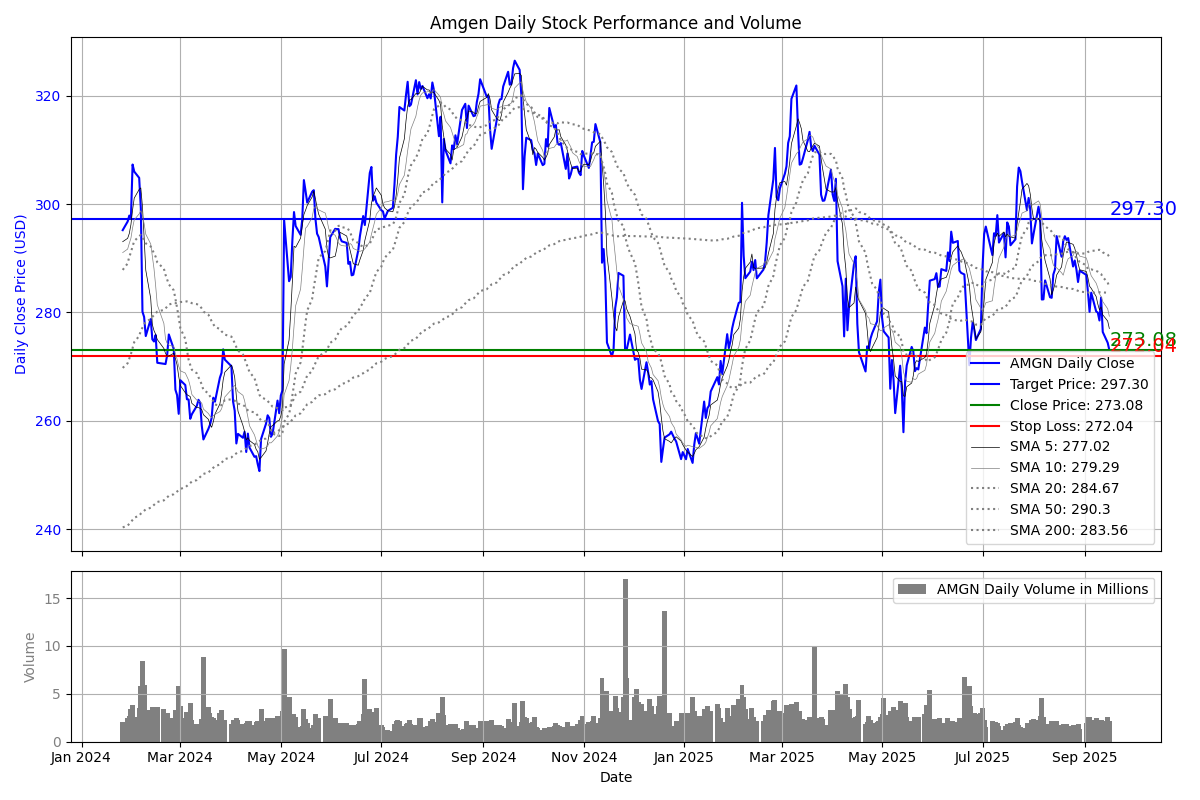 Amgen Daily Stock Performance and Volume
Daily Close Price (USD)
320
300
280
260
240
297.30
273.08
272.04
AMGN Daily Close
Target Price: 297.30
Close Price: 273.08
Stop Loss: 272.04
SMA 5: 277.02
SMA 10: 279.29
SMA 20: 284.67
SMA 50: 290.3
SMA 200: 283.56
Volume
15
10
5
0
AMGN Daily Volume in Millions
Jan 2024 Mar 2024 May 2024 Jul 2024 Sep 2024 Nov 2024 Jan 2025 Mar 2025 May 2025 Jul 2025 Sep 2025
Date